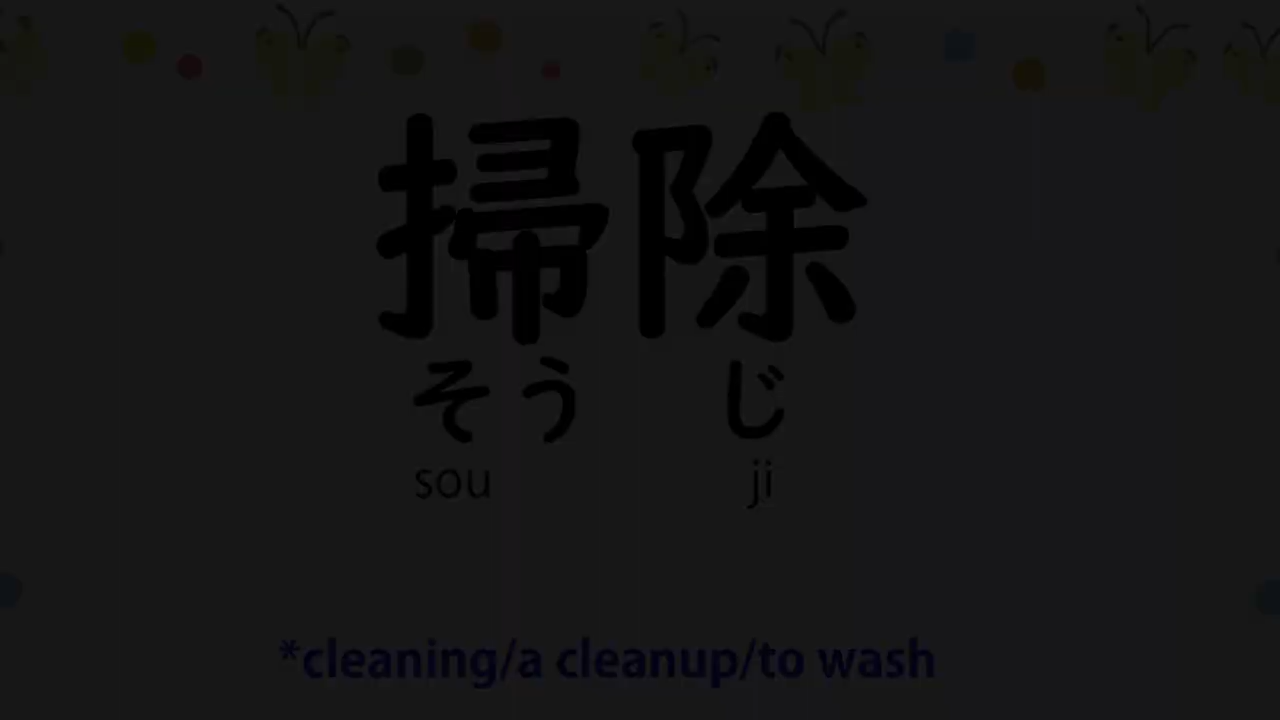 掃除
そう じ
sou ji
*cleaning/a cleanup/to wash